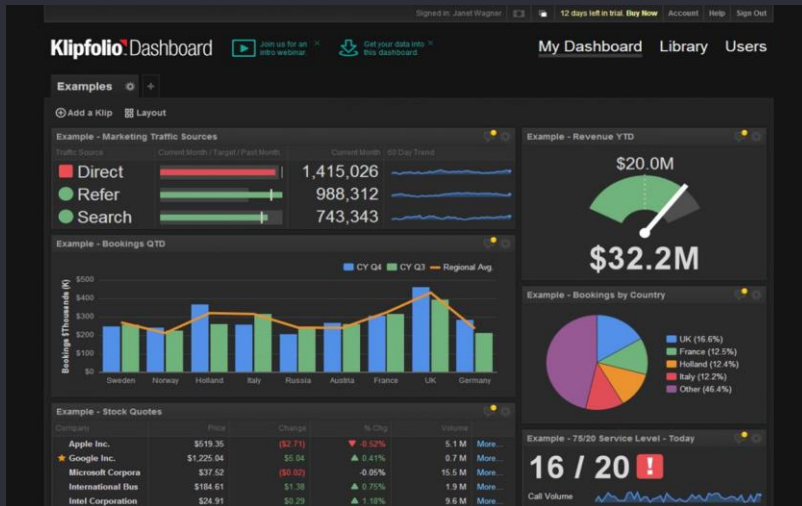 Signed in: Janet Wagner 12 days left in trial. Buy Now Account Help Sign Out
Klipfolio Dashboard
Join us for an intro webinar.
Get your data into this dashboard
My Dashboard Library Users
Examples
Add a Klip Layout
Example - Marketing Traffic Sources
Traffic Source Current Month / Target / Past Month Current Month 60 Day Trend
Direct 1,415,026
Refer 988,312
Search 743,343
Example - Bookings QTD
CY Q4 CY Q3 Regional Avg.
Bookings $Thousands (K)
$500
$400
$300
$200
$100
$0
Sweden Norway Holland Italy Russia Austria France UK Germany
Example - Stock Quotes
Company Price Change % Chg Volume
Apple Inc. $519.35 ($2.71) -0.52% 5.1 M More...
Google Inc. $1,225.04 $5.04 0.41% 0.7 M More...
Microsoft Corpora $37.52 ($0.02) -0.05% 15.5 M More...
International Bus $184.61 $1.38 0.75% 1.9 M More...
Intel Corporation $24.91 $0.29 1.18% 9.6 M More...
Example - Revenue YTD
$20.0M
$32.2M
Example - Bookings by Country
UK (16.6%)
France (12.5%)
Holland (12.4%)
Italy (12.2%)
Other (46.4%)
Example - 75/20 Service Level - Today
16 / 20 !
Call Volume